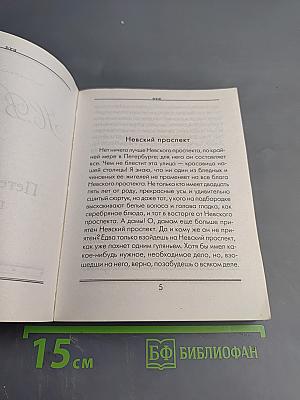 Невский проспект
Нет ничего лучше Невского проспекта, по край-
ней мере в Петербурге; для него он составляет
все. Чем не блестит эта улица — красавица на-
шей столицы! Я знаю, что ни один из бледных и
чиновных ее жителей не променяет на все блага
Невского проспекта. Не только кто имеет двадцать
пять лет от роду, прекрасные усы и удивительно
сшитый сюртук, но даже тот, у кого на подбородке
выскакивают белые волоса и голова гладка, как
серебряное блюдо, и тот в восторге от Невского
проспекта. А дамы! О, дамам еще больше прия-
тен Невский проспект. Да и кому же он не при-
ятен? Едва только взойдешь на Невский проспект,
как уже пахнет одним гуляньем. Хотя бы имел ка-
кое-нибудь нужное, необходимое дело, но, взо-
шедши на него, верно, позабудешь о всяком деле.
5
15 см
БФ БИБЛИОФАН